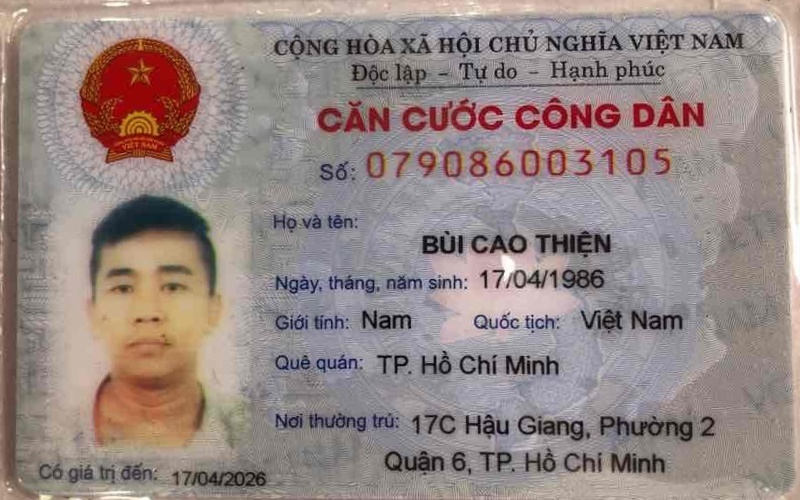 CỘNG HÒA XÃ HỘI CHỦ NGHĨA VIỆT NAM
Độc lập - Tự do - Hạnh phúc
CĂN CƯỚC CÔNG DÂN
Số: 079086003105
Họ và tên:
BÙI CAO THIỆN
Ngày, tháng, năm sinh: 17/04/1986
Giới tính: Nam Quốc tịch: Việt Nam
Quê quán: TP. Hồ Chí Minh
Nơi thường trú: 17C Hậu Giang, Phường 2
Quận 6, TP. Hồ Chí Minh
Có giá trị đến: 17/04/2026
VIỆT NAM